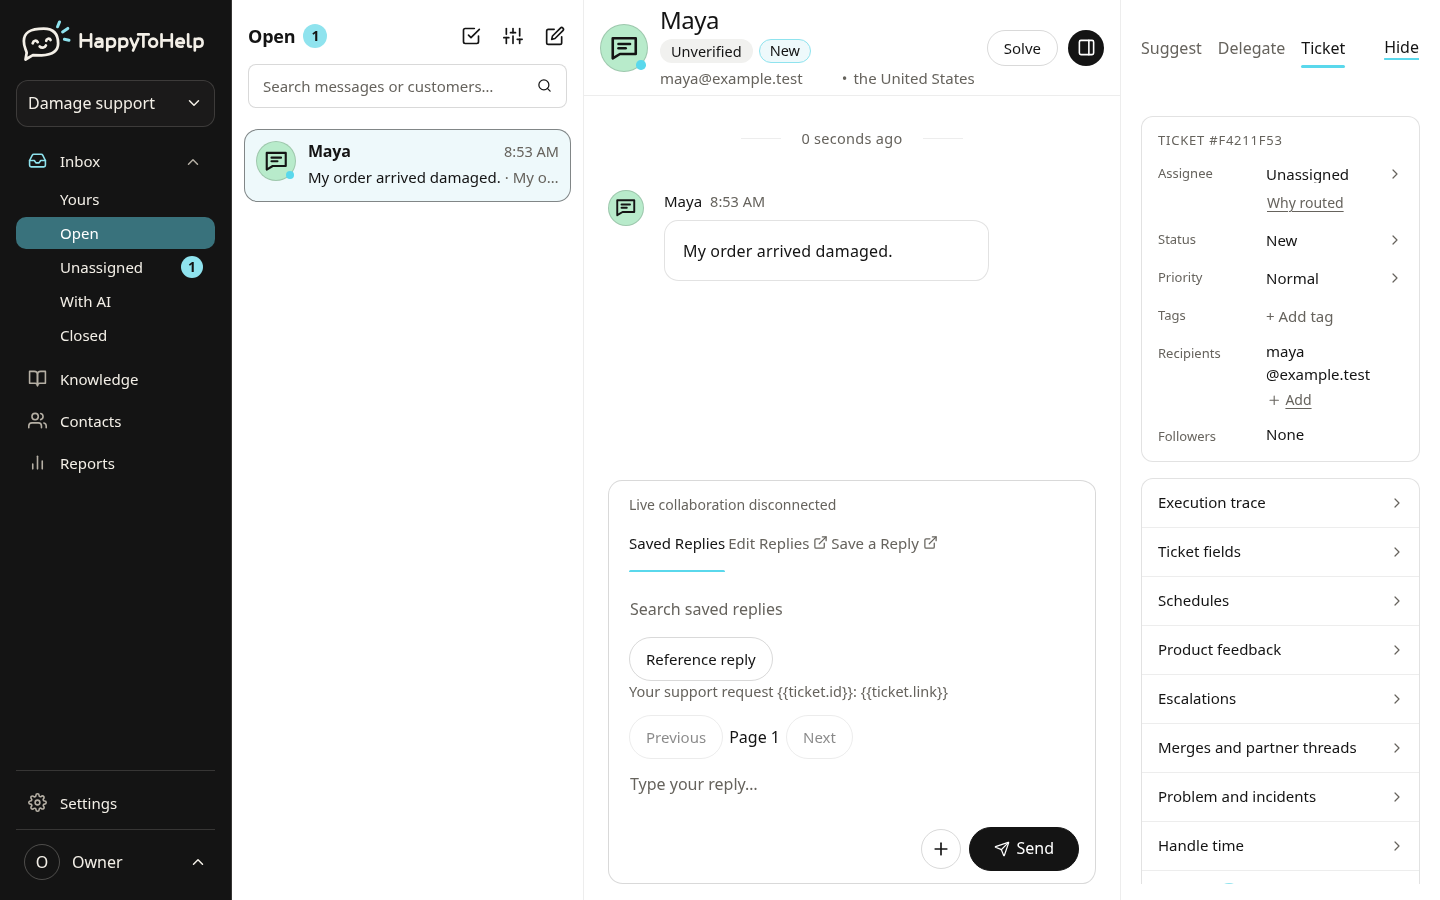 HappyToHelp
Damage support
Inbox
Yours
Open
Unassigned 1
With AI
Closed
Knowledge
Contacts
Reports
Settings
O Owner
Open 1
Search messages or customers...
Maya 8:53 AM
My order arrived damaged. · My o...
Maya
Unverified New
maya@example.test • the United States
Solve
0 seconds ago
Maya 8:53 AM
My order arrived damaged.
Live collaboration disconnected
Saved Replies Edit Replies Save a Reply
Search saved replies
Reference reply
Your support request {{ticket.id}}: {{ticket.link}}
Previous Page 1 Next
Type your reply...
Send
Suggest Delegate Ticket Hide
TICKET #F4211F53
Assignee Unassigned
Why routed
Status New
Priority Normal
Tags + Add tag
Recipients maya
@example.test
+ Add
Followers None
Execution trace
Ticket fields
Schedules
Product feedback
Escalations
Merges and partner threads
Problem and incidents
Handle time